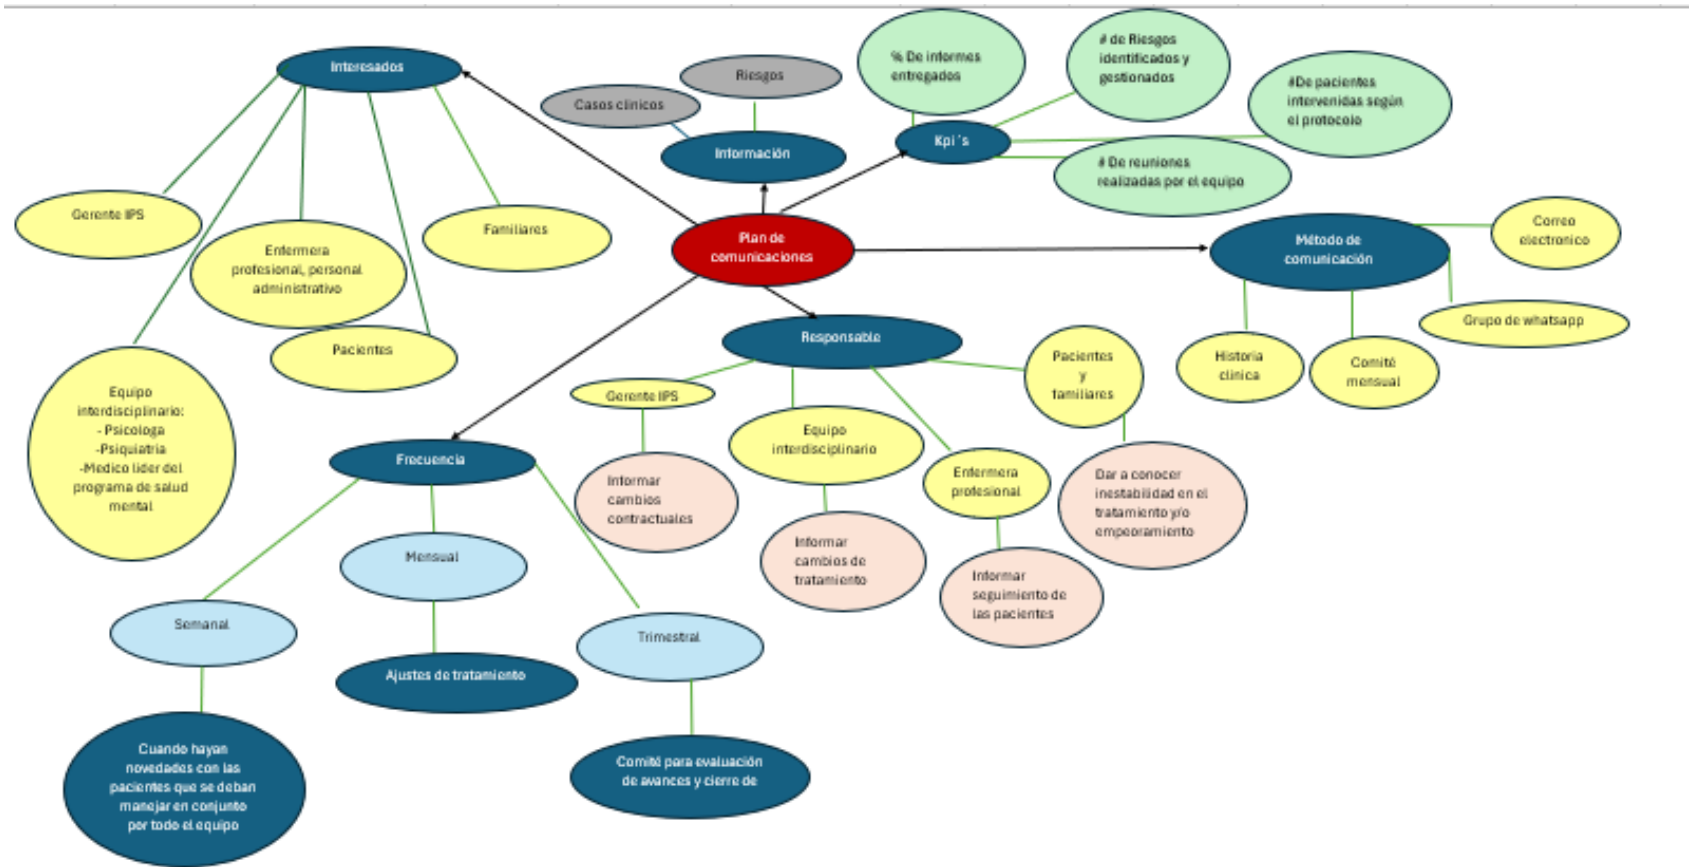 Interesados
Gerente IPS
Enfermera
profesional, personal
administrativo
Familiares
Pacientes
Equipo
interdisciplinario:
- Psicologa
-Psiquiatria
-Medico lider del
programa de salud
mental
Casos clinicos
Riesgos
Información
% De informes
entregados
# de Riesgos
identificados y
gestionados
#De pacientes
intervenidas según
el protocolo
Kpi´s
# De reuniones
realizadas por el equipo
Plan de
comunicaciones
Método de
comunicación
Correo
electronico
Grupo de whatsapp
Historia
clinica
Comité
mensual
Responsable
Gerente IPS
Informar
cambios
contractuales
Equipo
interdisciplinario
Informar
cambios de
tratamiento
Enfermera
profesional
Informar
seguimiento de
las pacientes
Pacientes
y
familiares
Dar a conocer
inestabilidad en el
tratamiento y/o
empeoramiento
Frecuencia
Semanal
Cuando hayan
novedades con las
pacientes que se deban
manejar en conjunto
por todo el equipo
Mensual
Ajustes de tratamiento
Trimestral
Comité para evaluación
de avances y cierre de